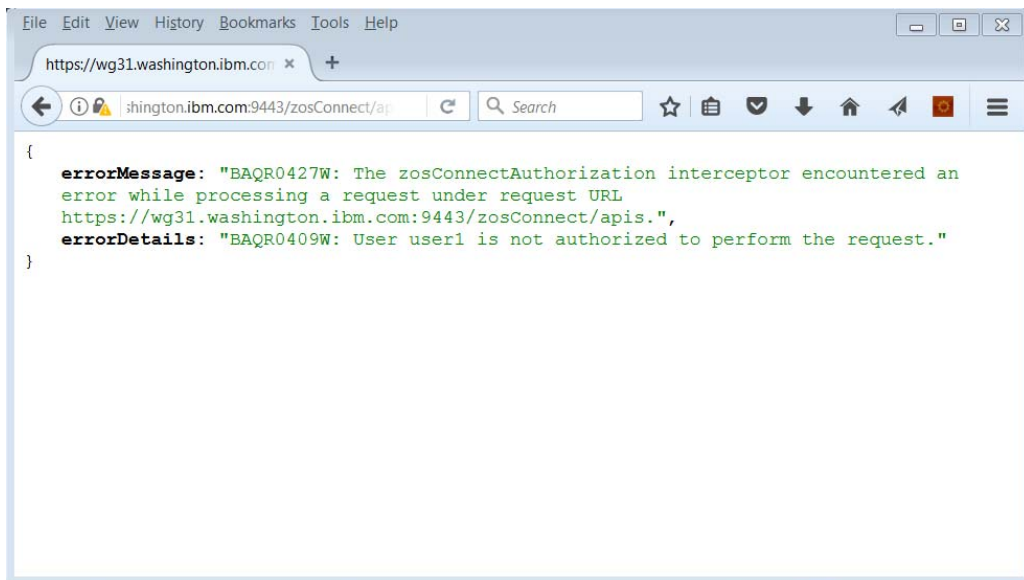 File Edit View History Bookmarks Tools Help
https://wg31.washington.ibm.com
shington.ibm.com:9443/zosConnect/ap
Search
{
errorMessage: "BAQR0427W: The zosConnectAuthorization interceptor encountered an
error while processing a request under request URL
https://wg31.washington.ibm.com:9443/zosConnect/apis.",
errorDetails: "BAQR0409W: User user1 is not authorized to perform the request."
}